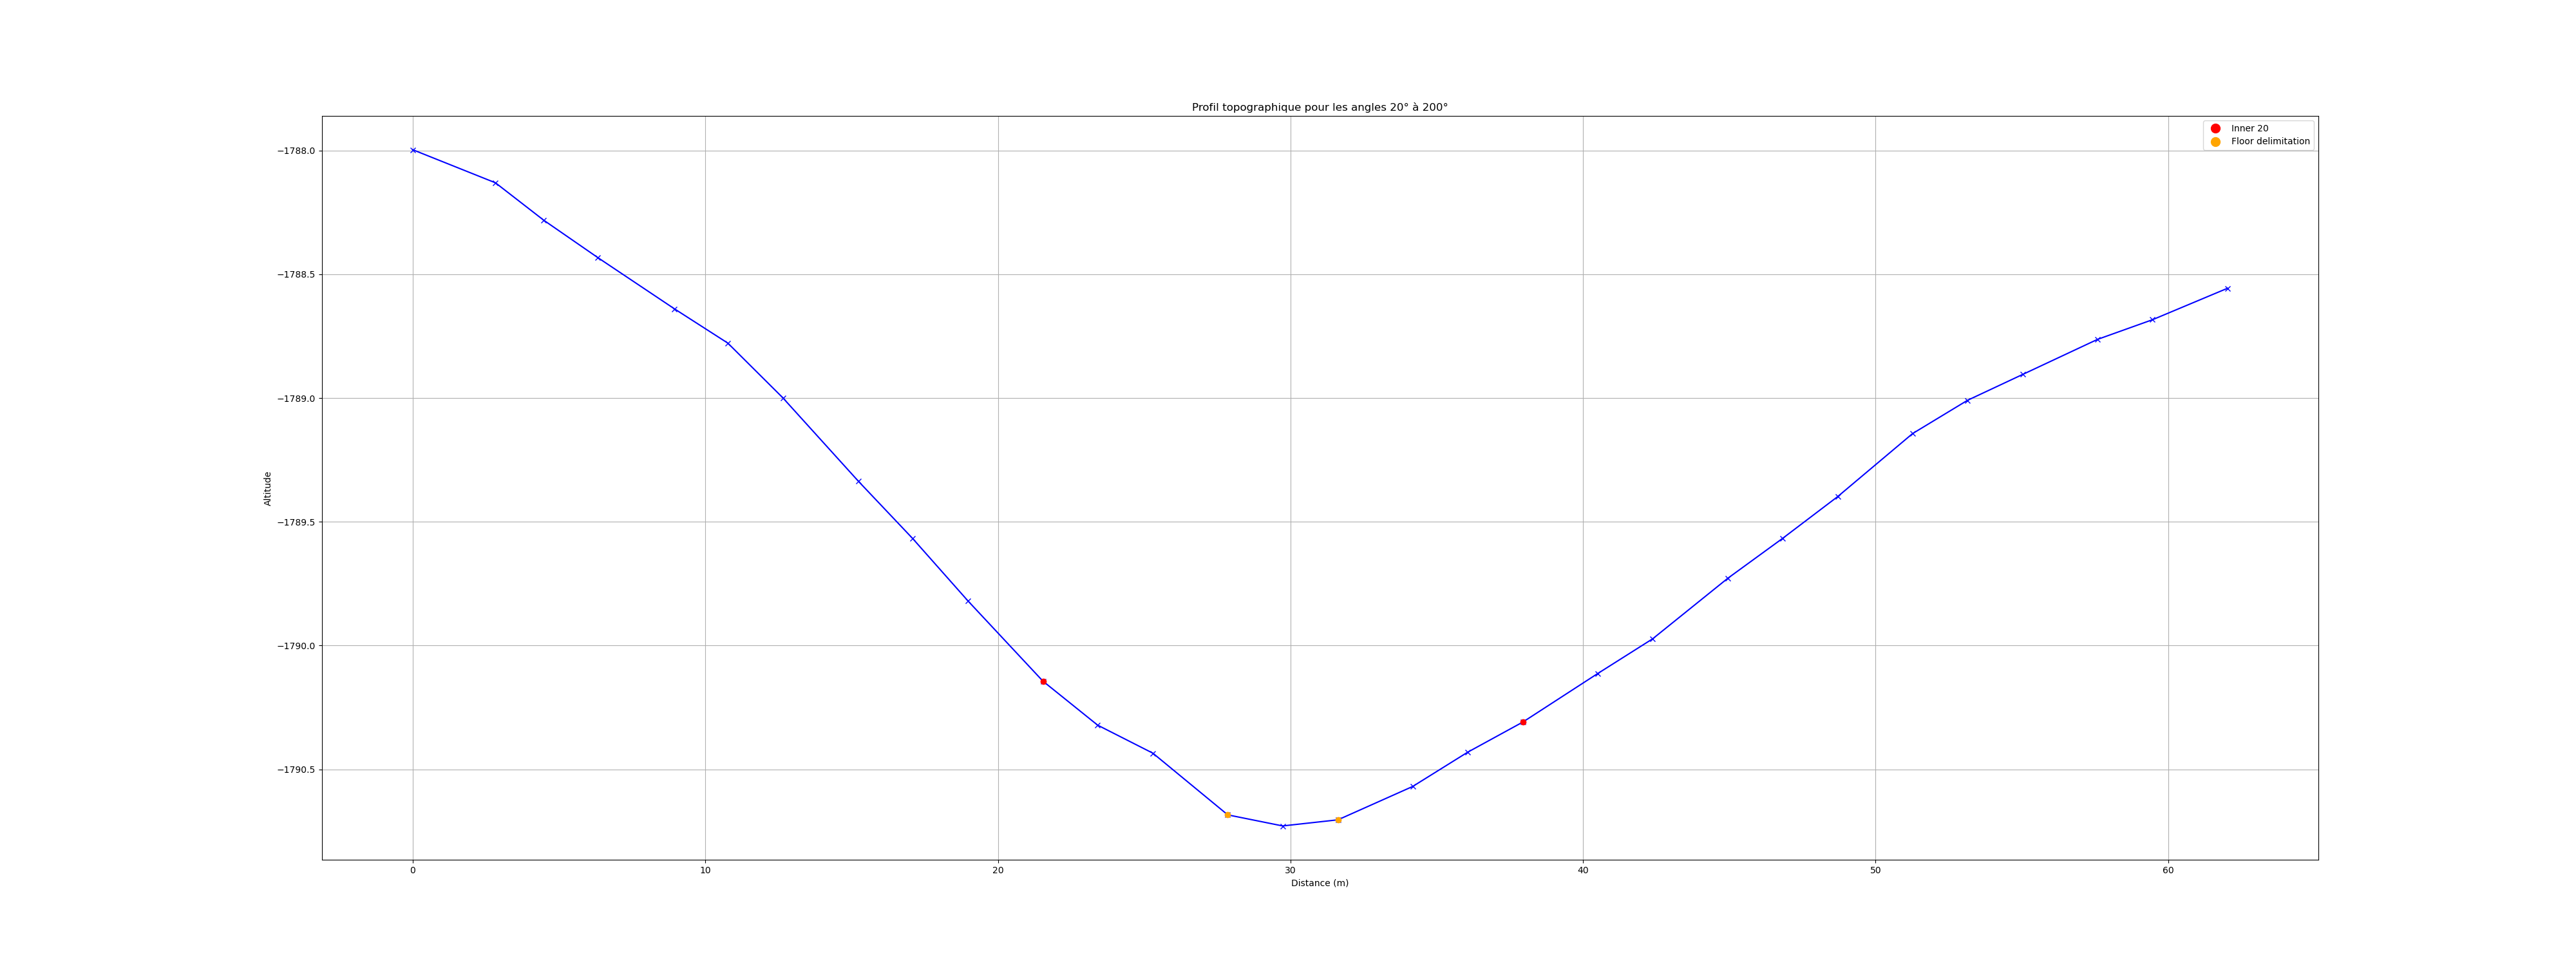 Profil topographique pour les angles 20° à 200°
Inner 20
Floor delimitation
−1788.0
−1788.5
−1789.0
−1789.5
−1790.0
−1790.5
Altitude
0 10 20 30 40 50 60
Distance (m)